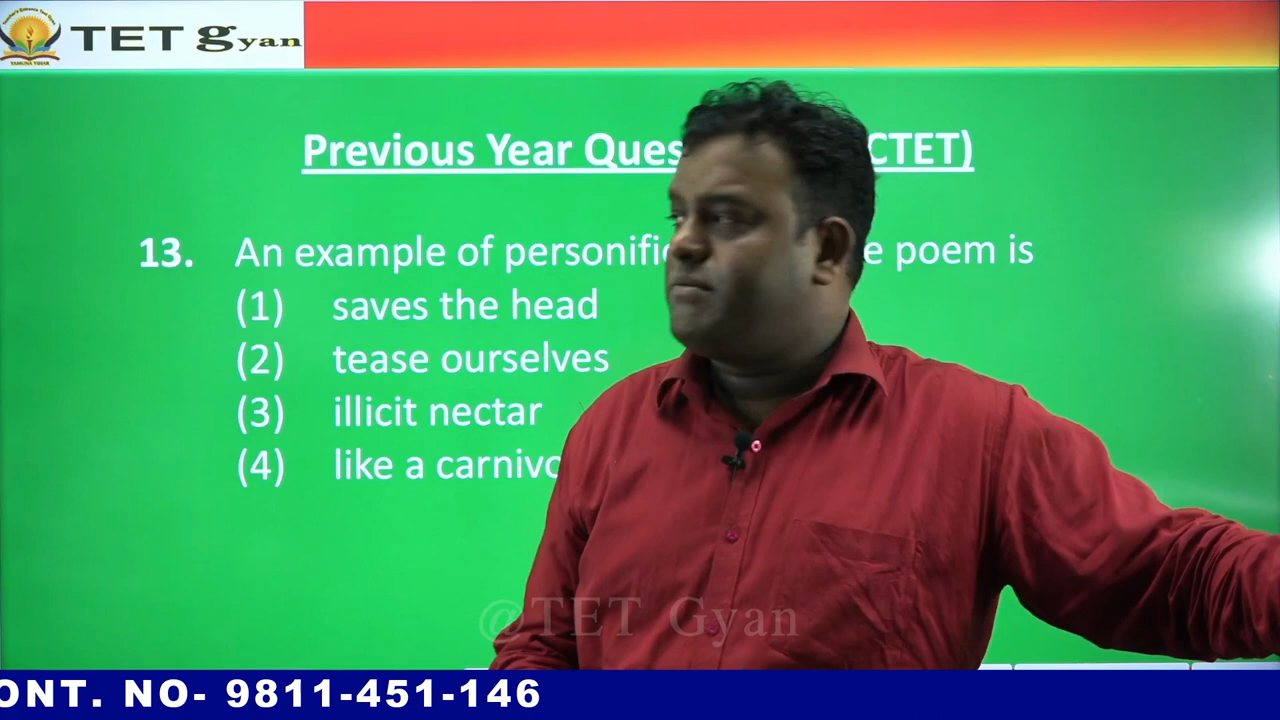 TET Gyan
Previous Year Ques CTET)
13. An example of personific e poem is
(1) saves the head
(2) tease ourselves
(3) illicit nectar
(4) like a carnivo
@TET Gyan
ONT. NO- 9811-451-146